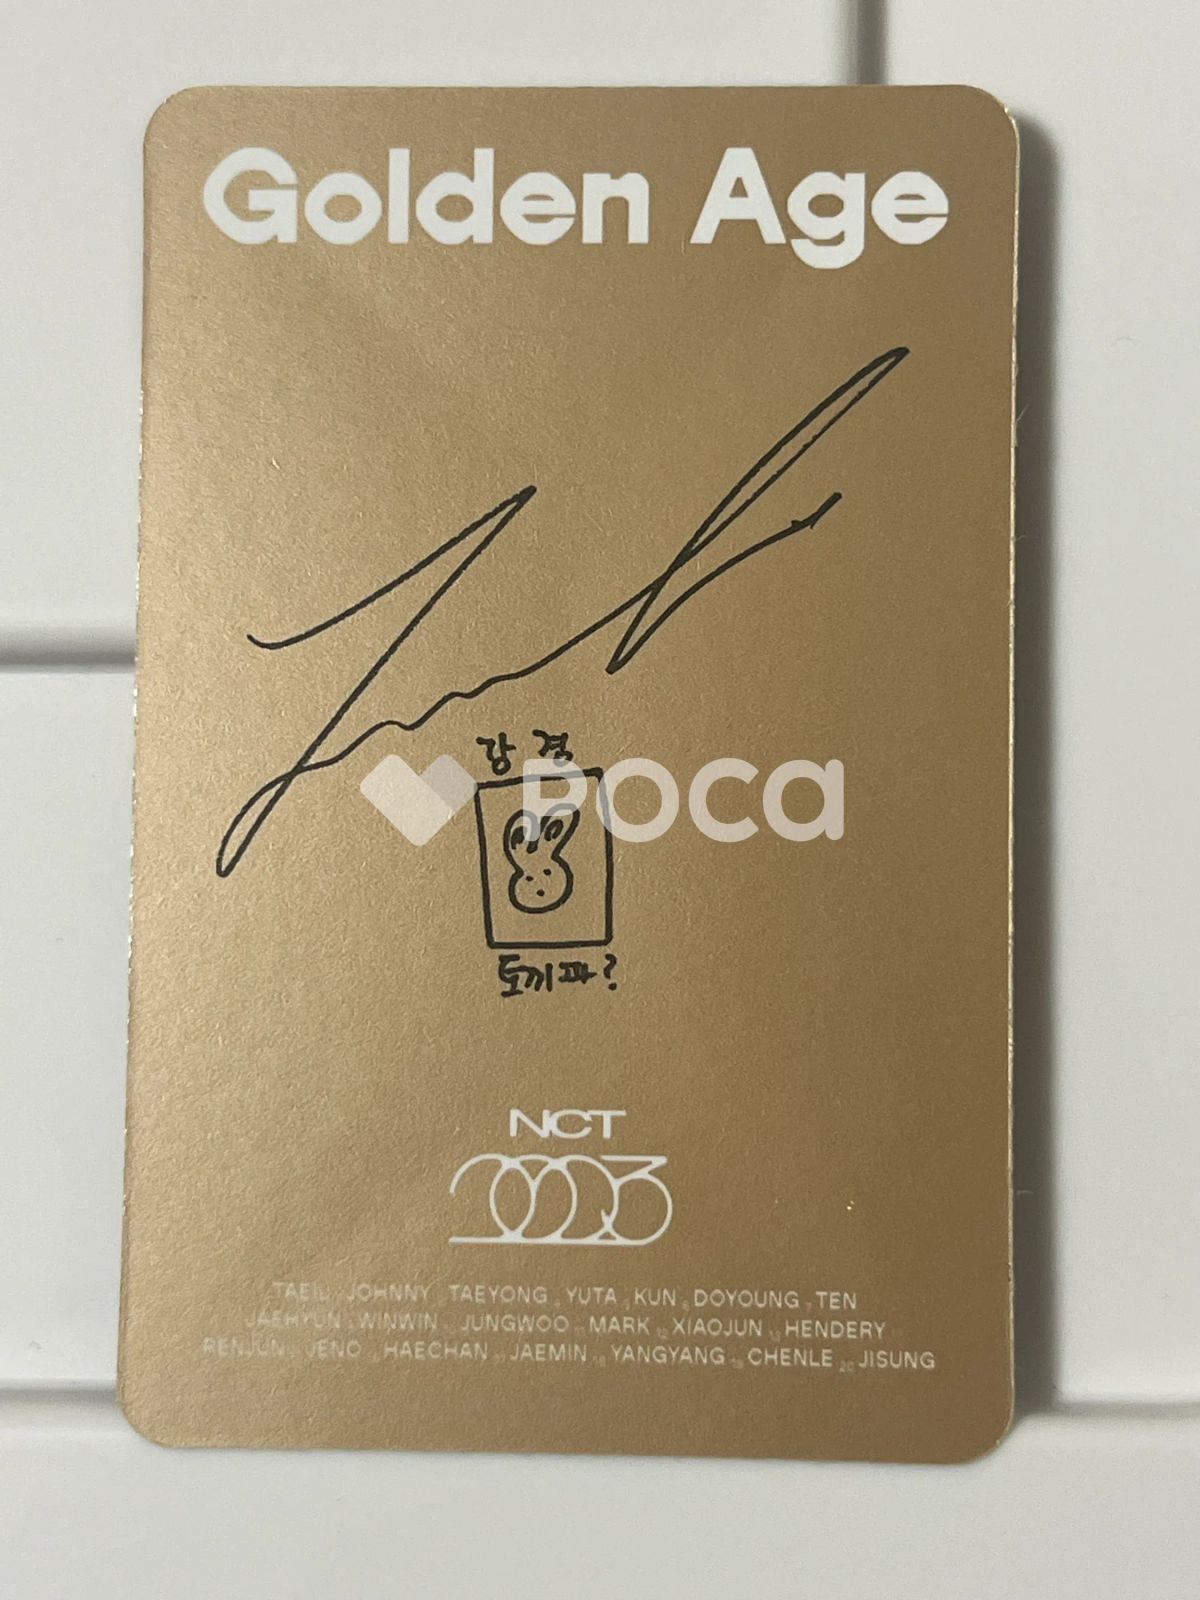 Golden Age
강경
Poca
토끼파?
NCT
2023
TAEIL JOHNNY TAEYONG YUTA KUN DOYOUNG TEN
JAEHYUN WINWIN JUNGWOO MARK XIAOJUN HENDERY
RENJUN JENO HAECHAN JAEMIN YANGYANG CHENLE JISUNG